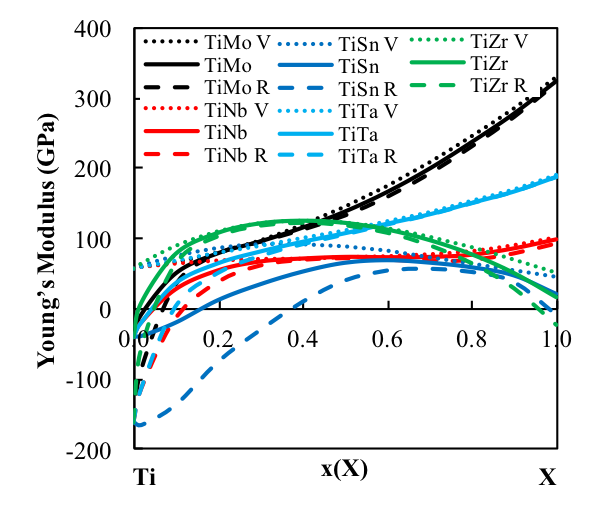 400
300
200
100
0
-100
-200
Young's Modulus (GPa)
TiMo V
TiMo
TiMo R
TiNb V
TiNb
TiNb R
TiSn V
TiSn
TiSn R
TiTa V
TiTa
TiTa R
TiZr V
TiZr
TiZr R
0.0 0.2 0.4 0.6 0.8 1.0
Ti x(X) X